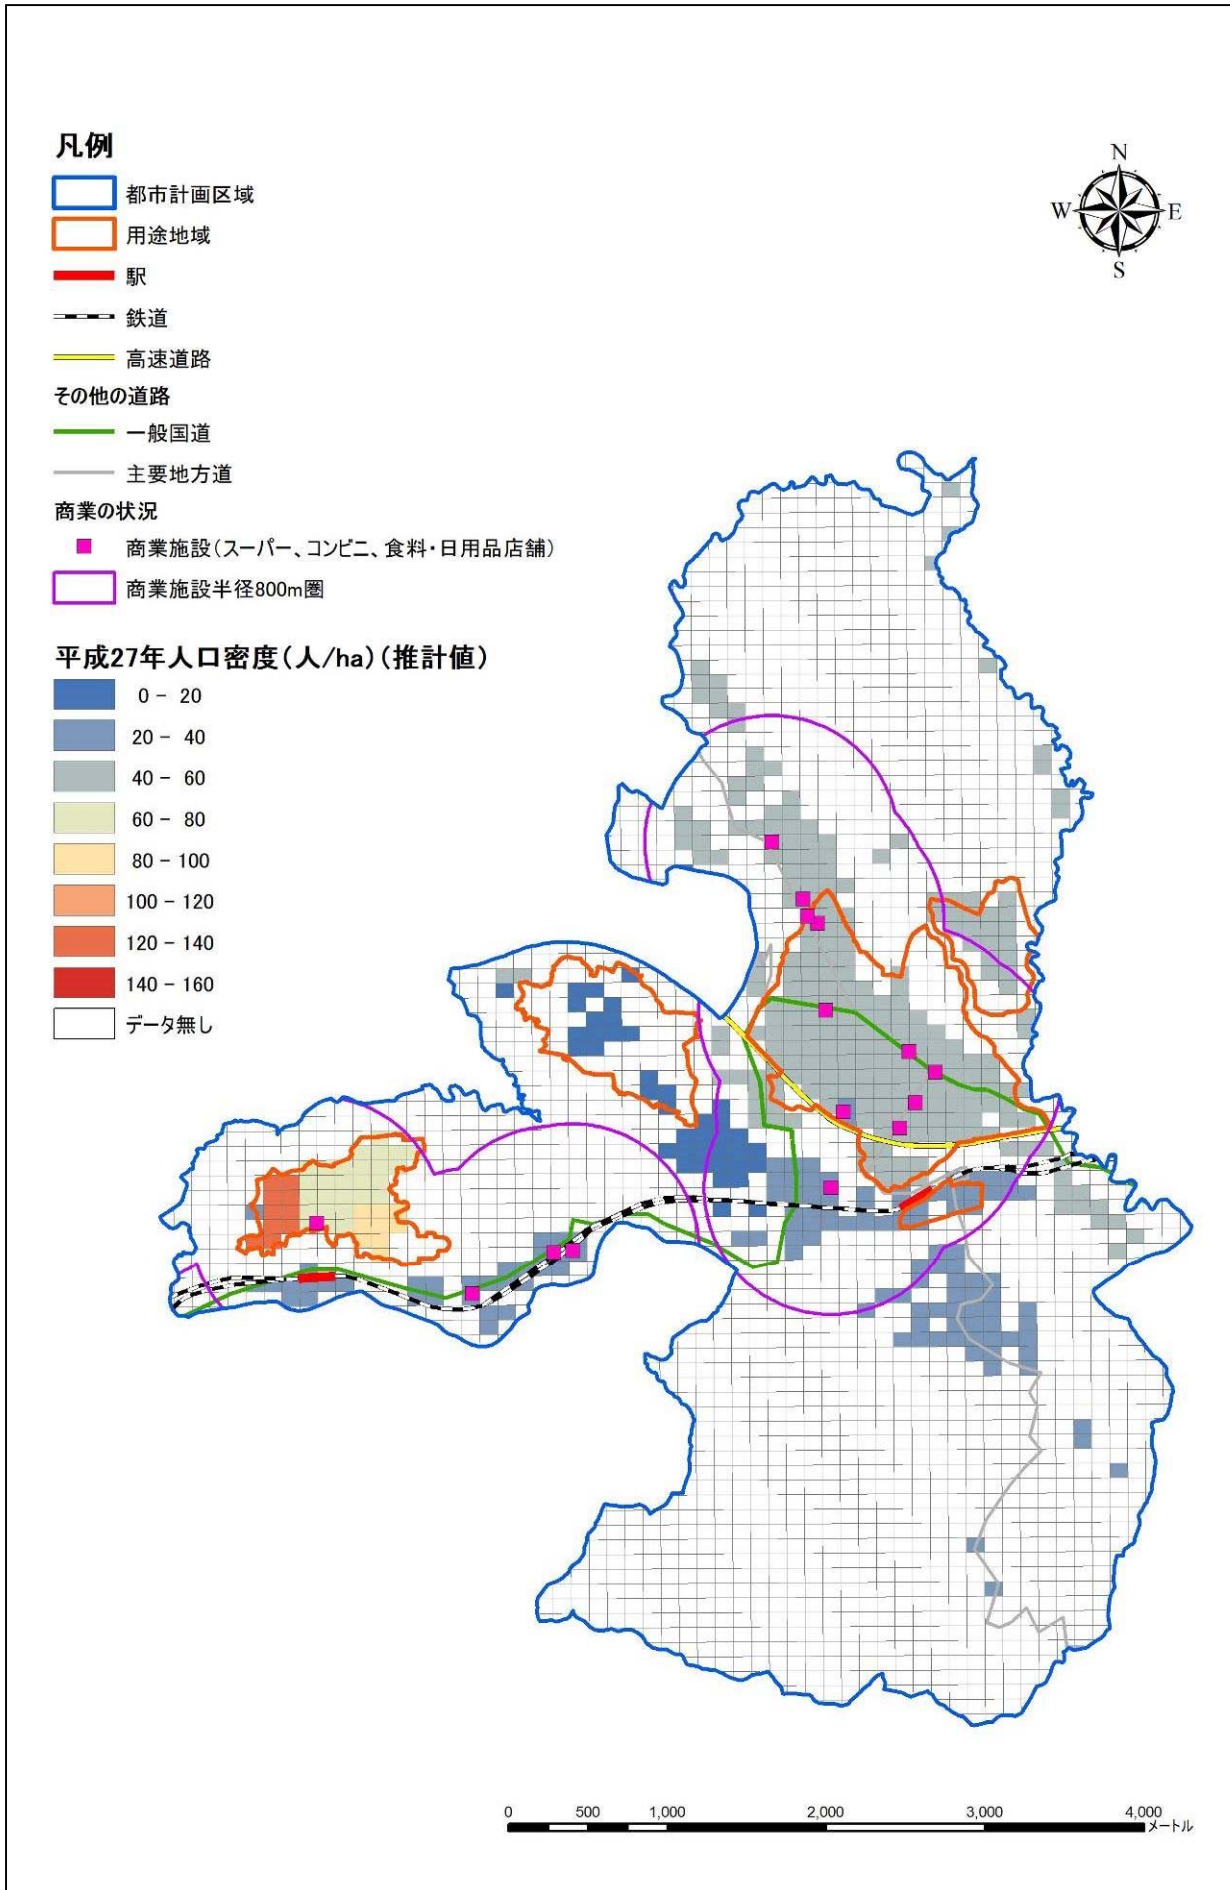 凡例
都市計画区域
用途地域
駅
鉄道
高速道路
その他の道路
一般国道
主要地方道
商業の状況
商業施設(スーパー、コンビニ、食料・日用品店舗)
商業施設半径800m圏
平成27年人口密度(人/ha)(推計値)
0 - 20
20 - 40
40 - 60
60 - 80
80 - 100
100 - 120
120 - 140
140 - 160
データ無し
N
W E
S
0 500 1,000 2,000 3,000 4,000
メートル